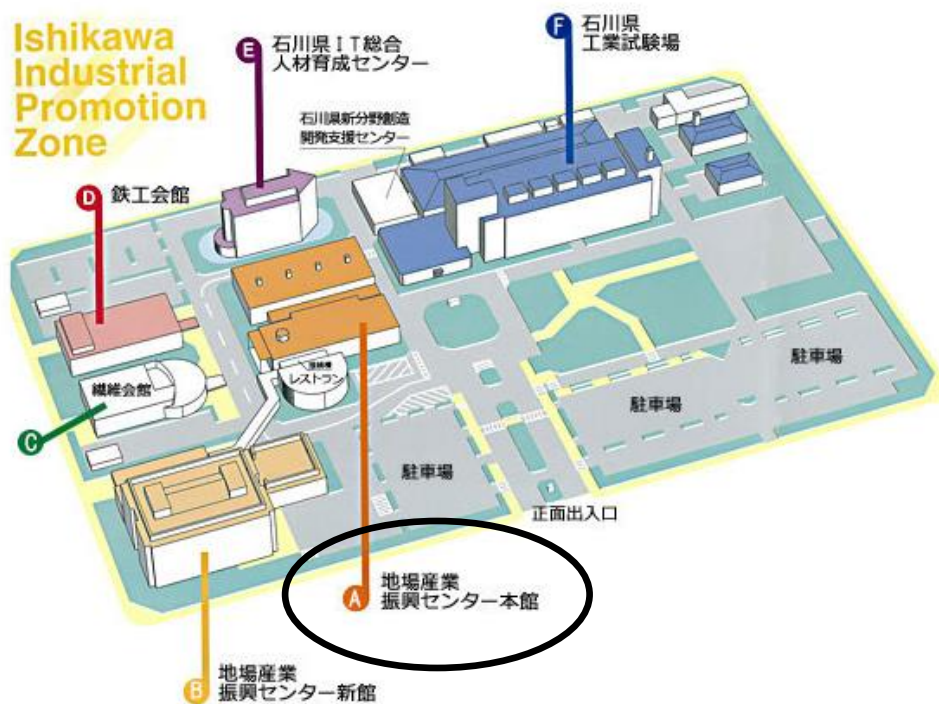 Ishikawa
Industrial
Promotion
Zone
E 石川県IT総合
人材育成センター
F 石川県
工業試験場
石川県新分野創造
開発支援センター
D 鉄工会館
繊維会館
C
レストラン
駐車場
駐車場
駐車場
正面出入口
A 地場産業
振興センター本館
B 地場産業
振興センター新館